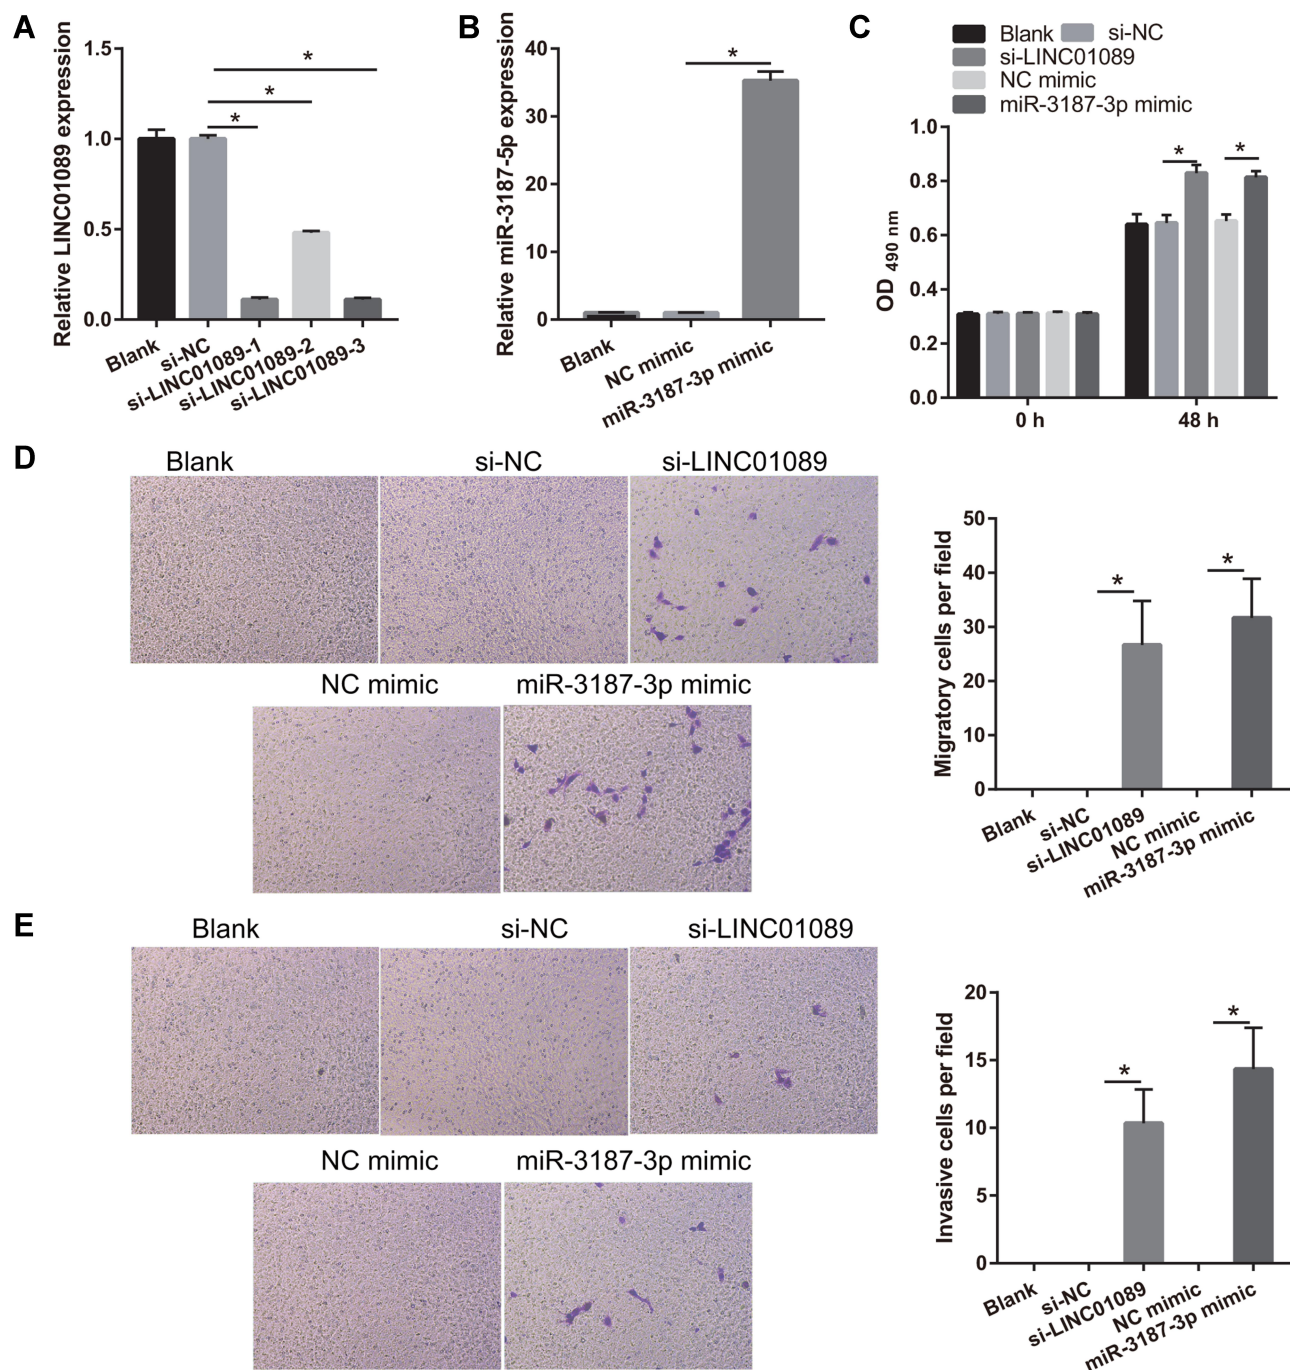 A
Relative LINC01089 expression
1.5
1.0
0.5
0.0
*
*
*
Blank
si-NC
si-LINC01089-1
si-LINC01089-2
si-LINC01089-3
B
Relative miR-3187-5p expression
40
30
20
10
0
*
Blank
NC mimic
miR-3187-3p mimic
C
Blank si-NC
si-LINC01089
NC mimic
miR-3187-3p mimic
OD 490 nm
1.0
0.8
0.6
0.4
0.2
0.0
* *
0 h 48 h
D
Blank si-NC si-LINC01089
NC mimic miR-3187-3p mimic
Migratory cells per field
50
40
30
20
10
0
*
*
Blank
si-NC
si-LINC01089
NC mimic
miR-3187-3p mimic
E
Blank si-NC si-LINC01089
NC mimic miR-3187-3p mimic
Invasive cells per field
20
15
10
5
0
*
*
Blank
si-NC
si-LINC01089
NC mimic
miR-3187-3p mimic